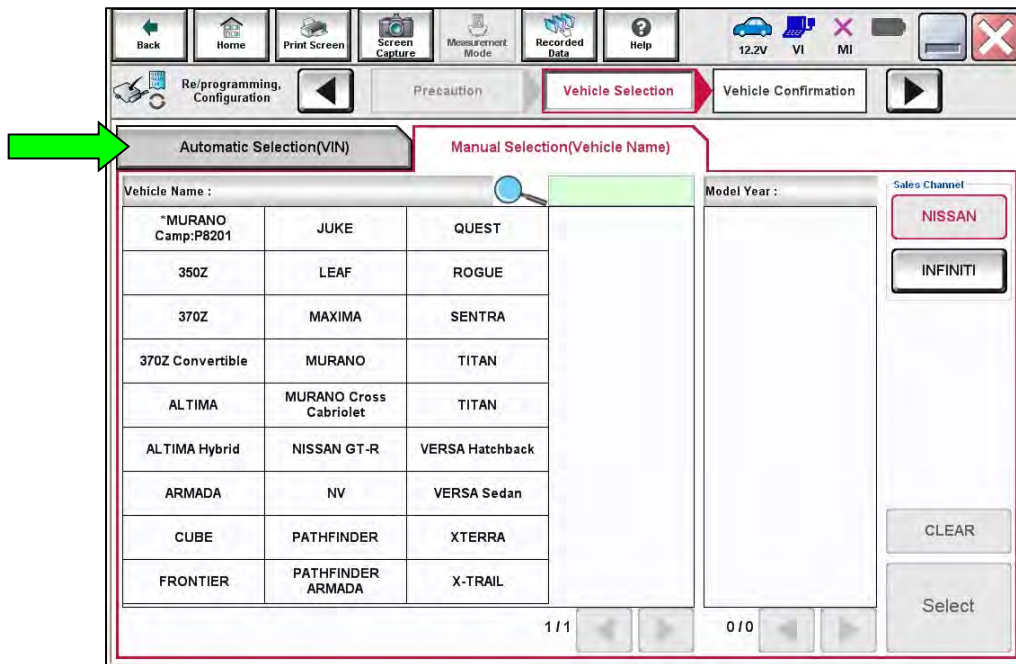 Back
Home
Print Screen
Screen
Capture
Measurement
Mode
Recorded
Data
Help
12.2V
VI
MI
Re/programming,
Configuration
Precaution
Vehicle Selection
Vehicle Confirmation
Automatic Selection(VIN)
Manual Selection(Vehicle Name)
Vehicle Name :
Model Year :
Sales Channel
*MURANO
Camp:P8201
JUKE
QUEST
NISSAN
350Z
LEAF
ROGUE
INFINITI
370Z
MAXIMA
SENTRA
370Z Convertible
MURANO
TITAN
ALTIMA
MURANO Cross
Cabriolet
TITAN
ALTIMA Hybrid
NISSAN GT-R
VERSA Hatchback
ARMADA
NV
VERSA Sedan
CUBE
PATHFINDER
XTERRA
CLEAR
FRONTIER
PATHFINDER
ARMADA
X-TRAIL
Select
1/1
0/0